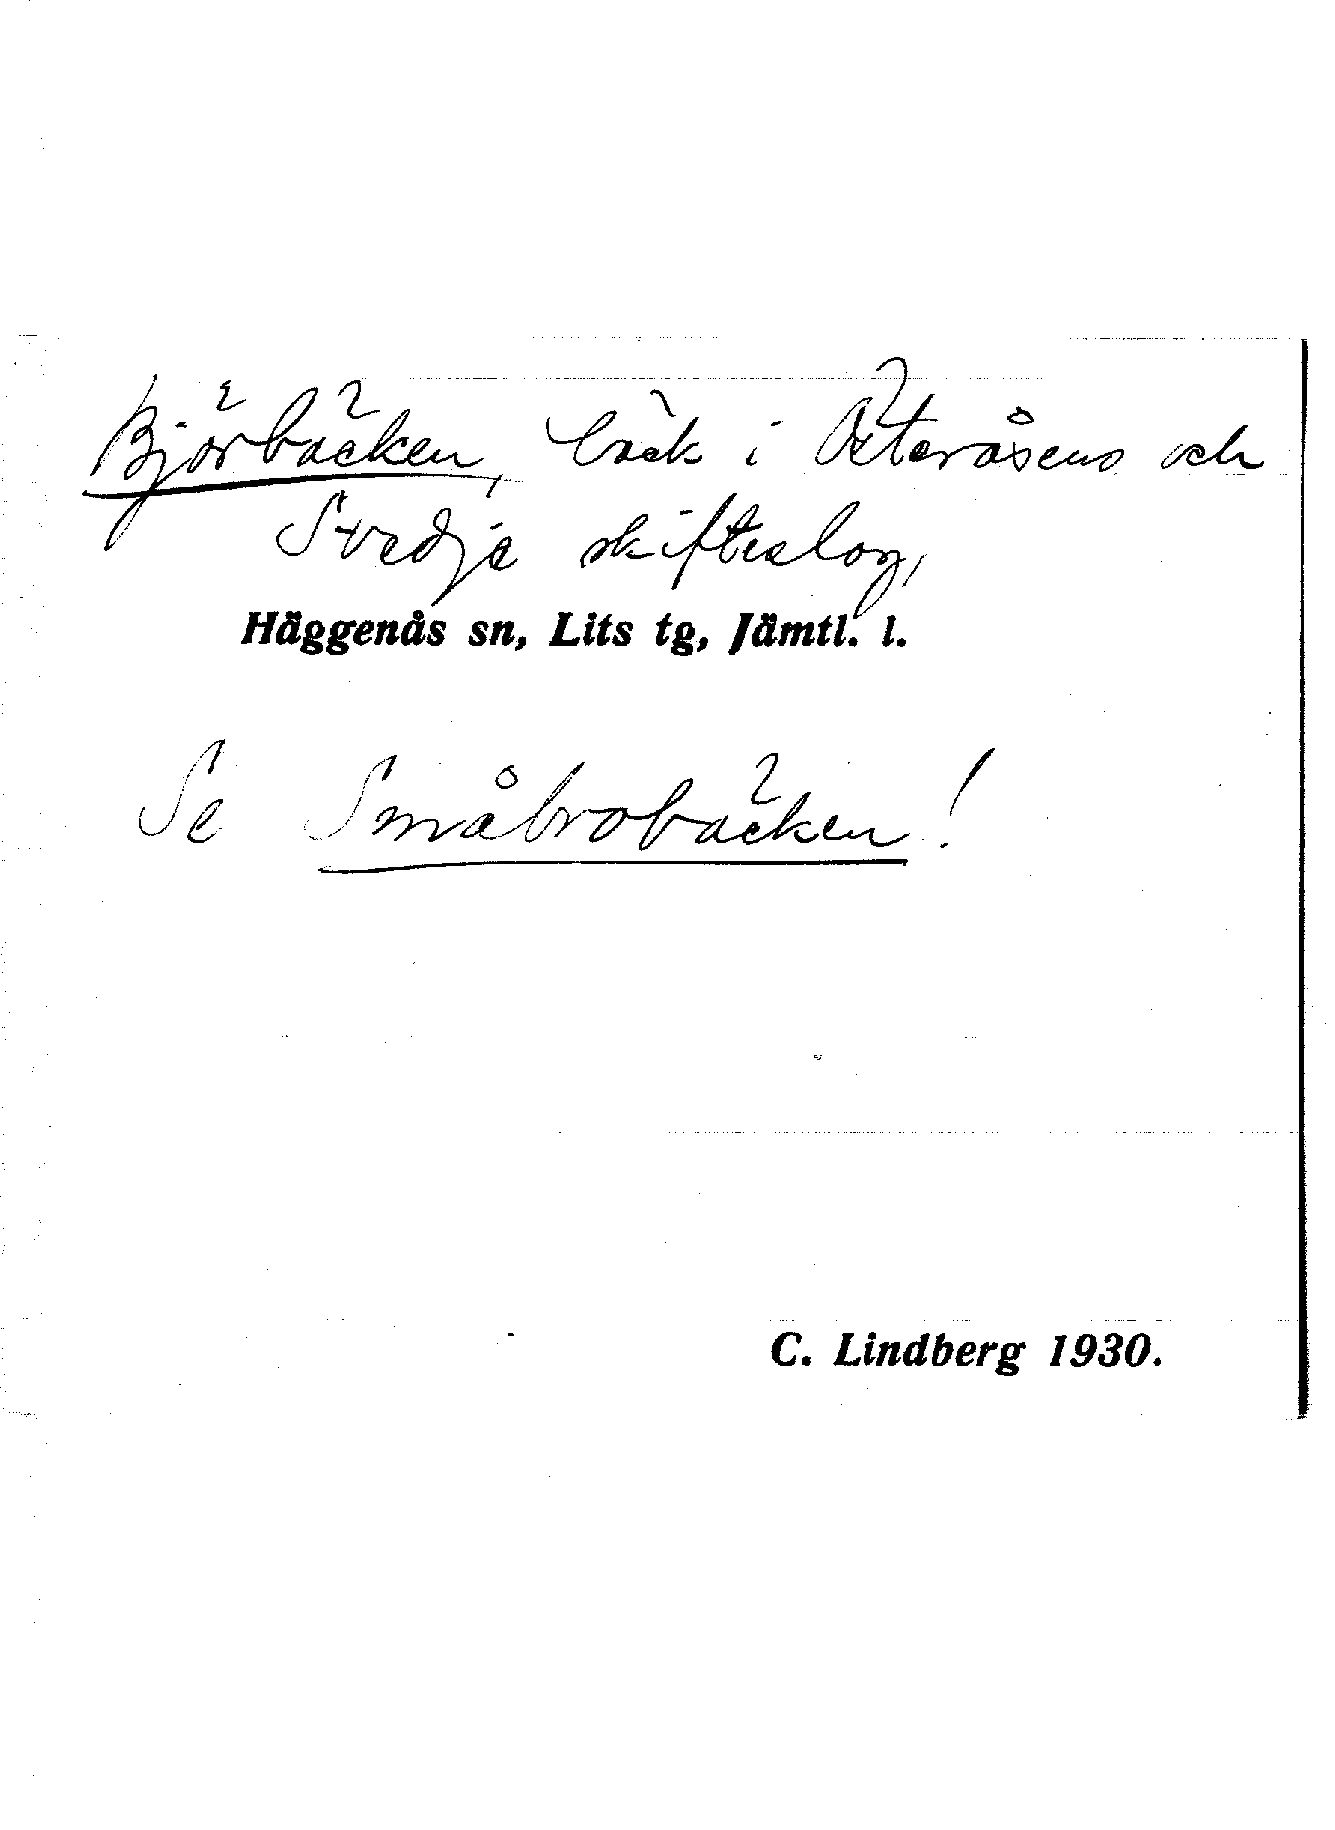 Björbäcken, bäck i Österåsens och
Svedje skifteslag,
Häggenås sn, Lits tg, Jämtl. l.
Se Småbrobäcken!
C. Lindberg 1930.